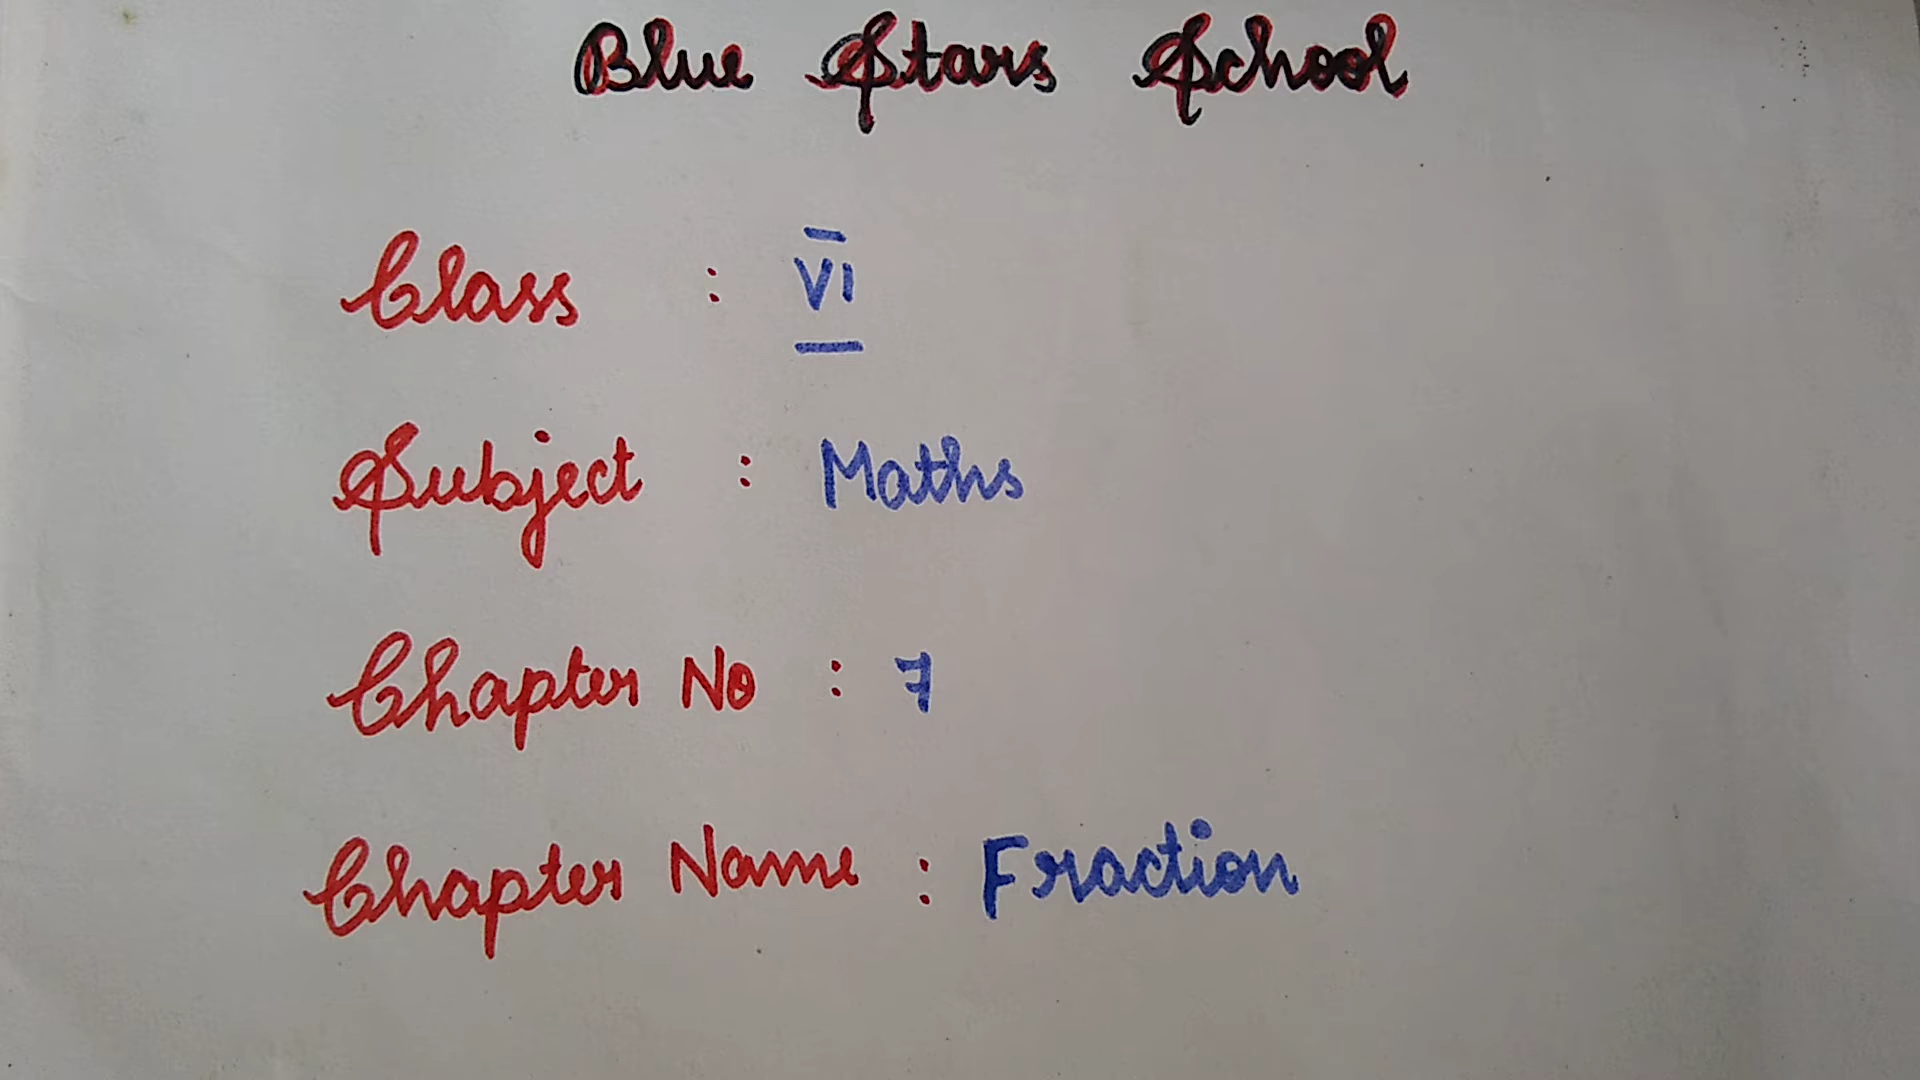 Blue Stars School
Class : VI
Subject : Maths
Chapter No : 7
Chapter Name : Fraction